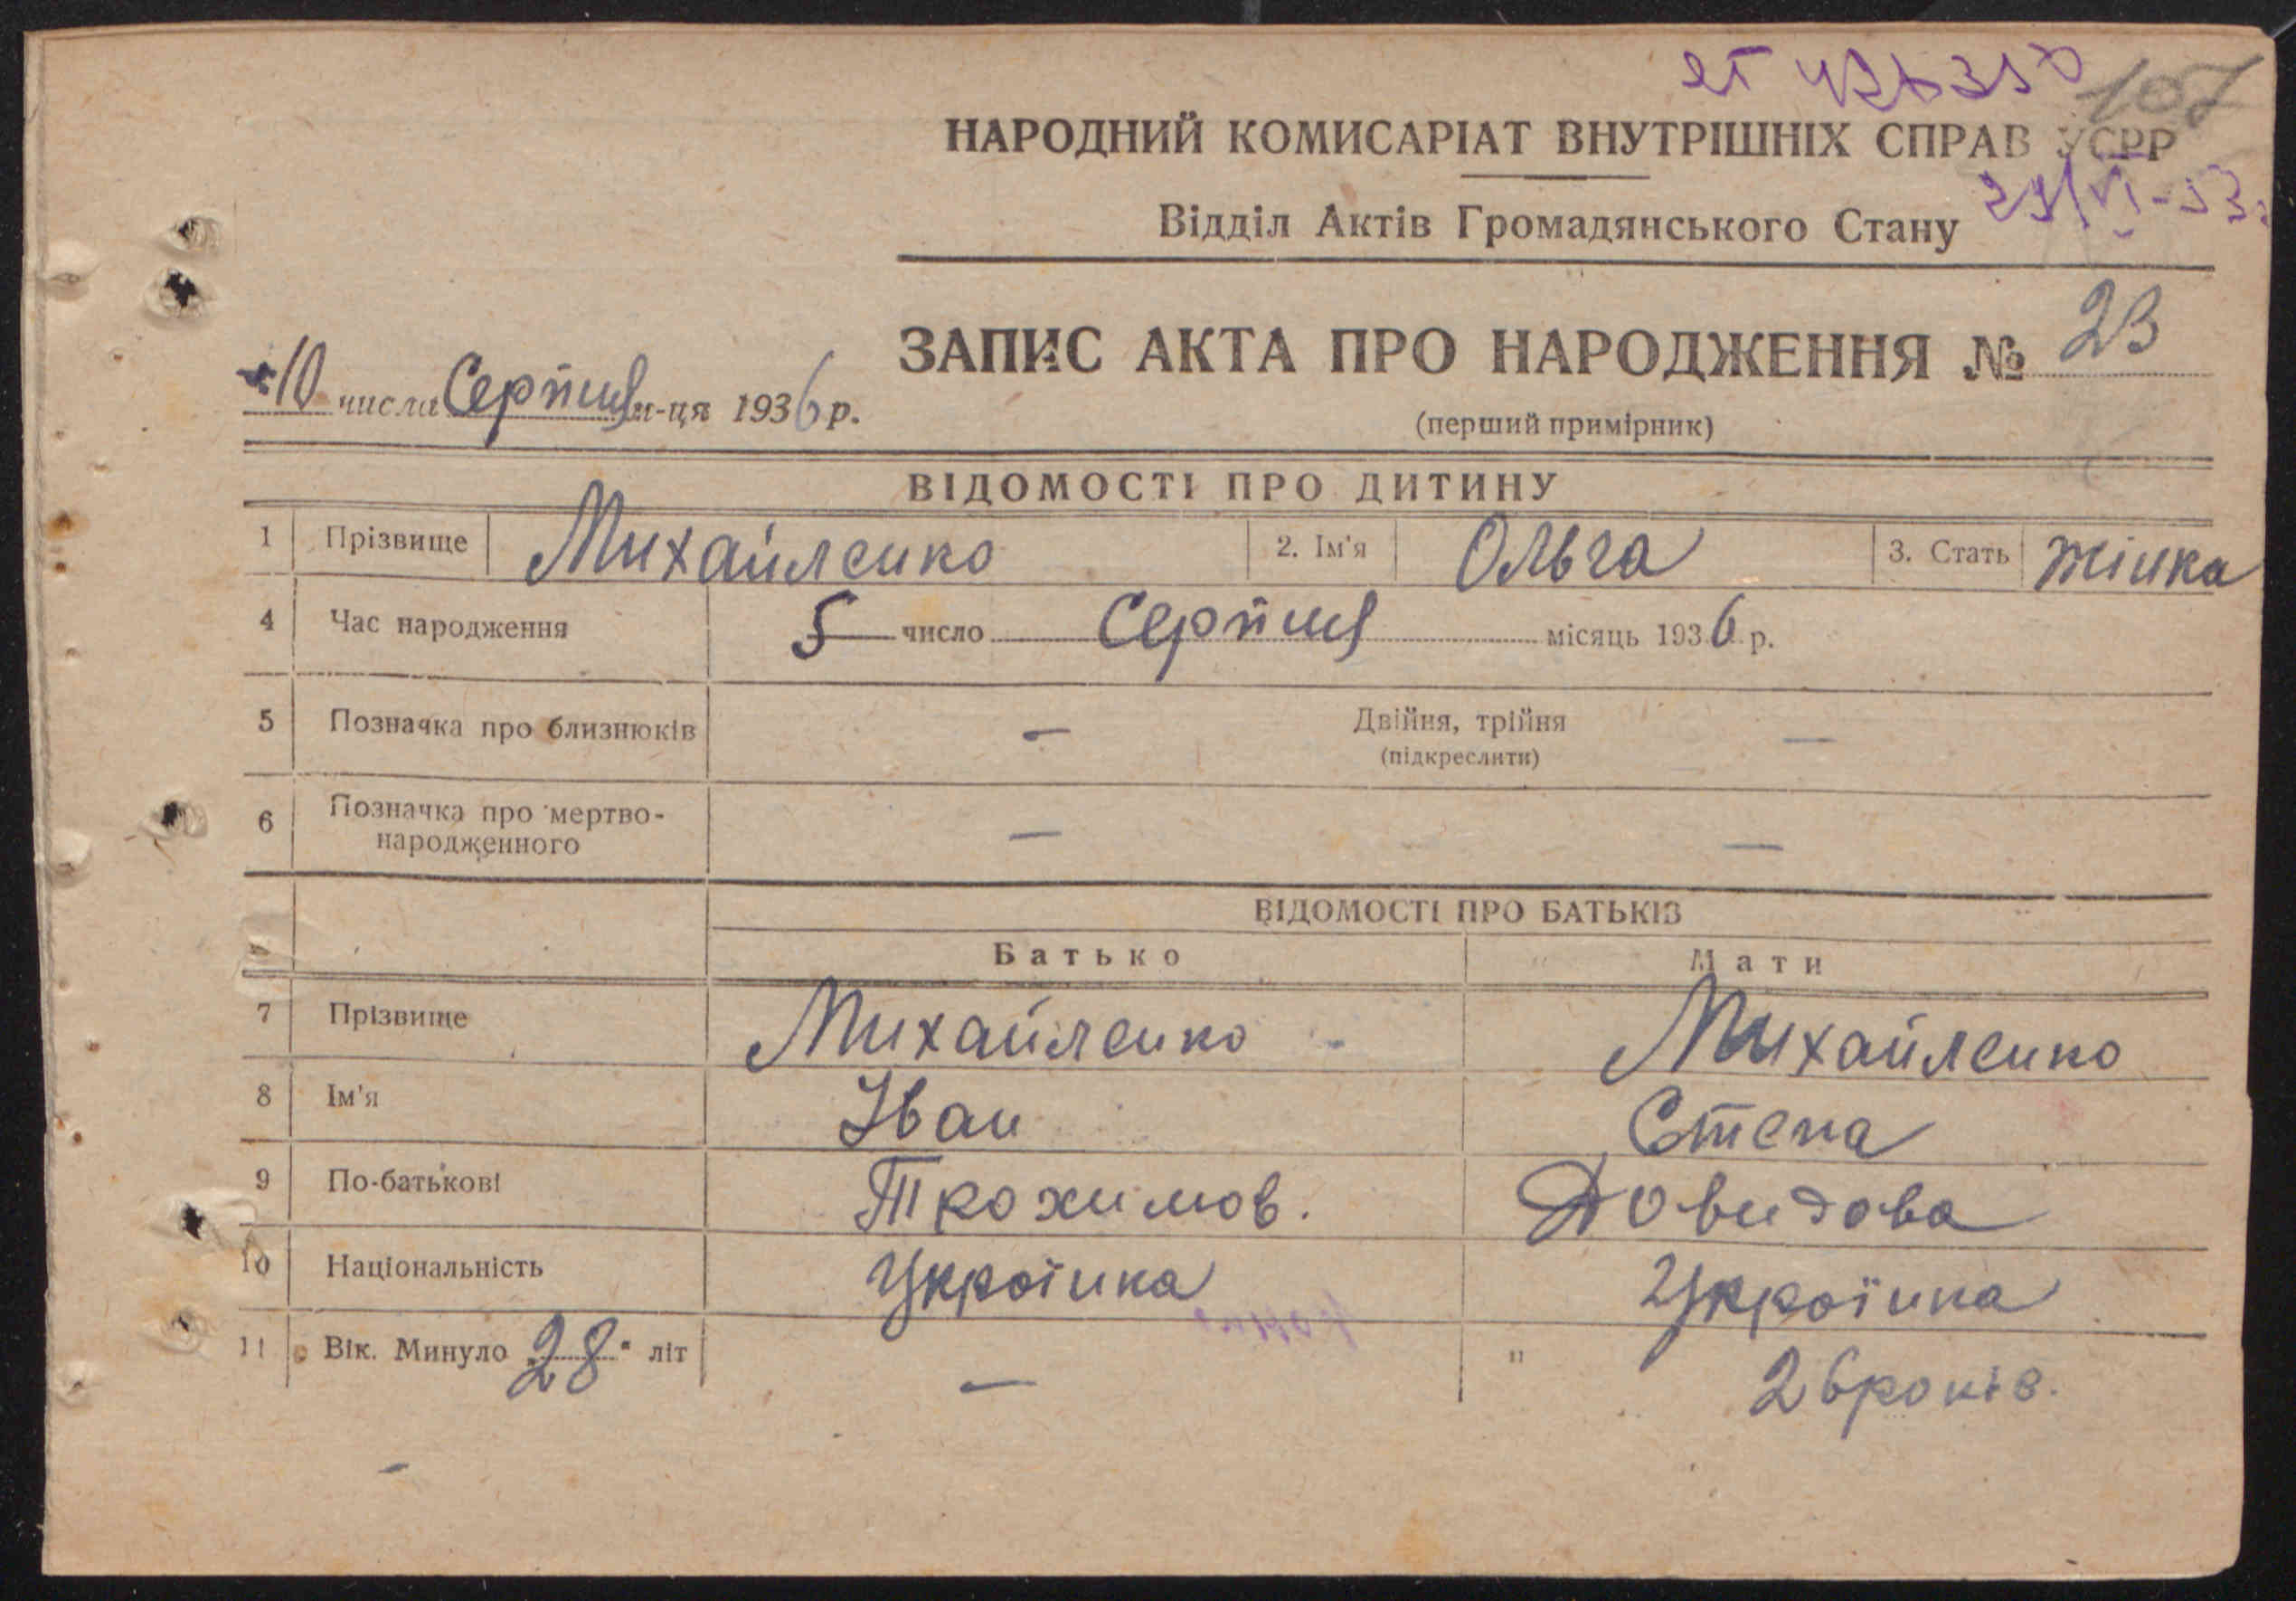 107
НАРОДНИЙ КОМИСАРІАТ ВНУТРІШНІХ СПРАВ УСРР
Відділ Актів Громадянського Стану
ЗАПИС АКТА ПРО НАРОДЖЕННЯ № 23
10 числа Серпня м-ця 1936 р.
(перший примірник)
ВІДОМОСТІ ПРО ДИТИНУ
1 Прізвище Михайленко 2. Ім'я Ольга 3. Стать жінка
4 Час народження 5 число Серпня місяць 1936 р.
5 Позначка про близнюків — Двійня, трійня —
(підкреслити)
6 Позначка про мертво-
народженного — —
ВІДОМОСТІ ПРО БАТЬКІВ
Батько Мати
7 Прізвище Михайленко Михайленко
8 Ім'я Іван Степа
9 По-батькові Трохимов. Довидова
10 Національність Українка Українка
11 Вік. Минуло „28" літ — " 26 років.